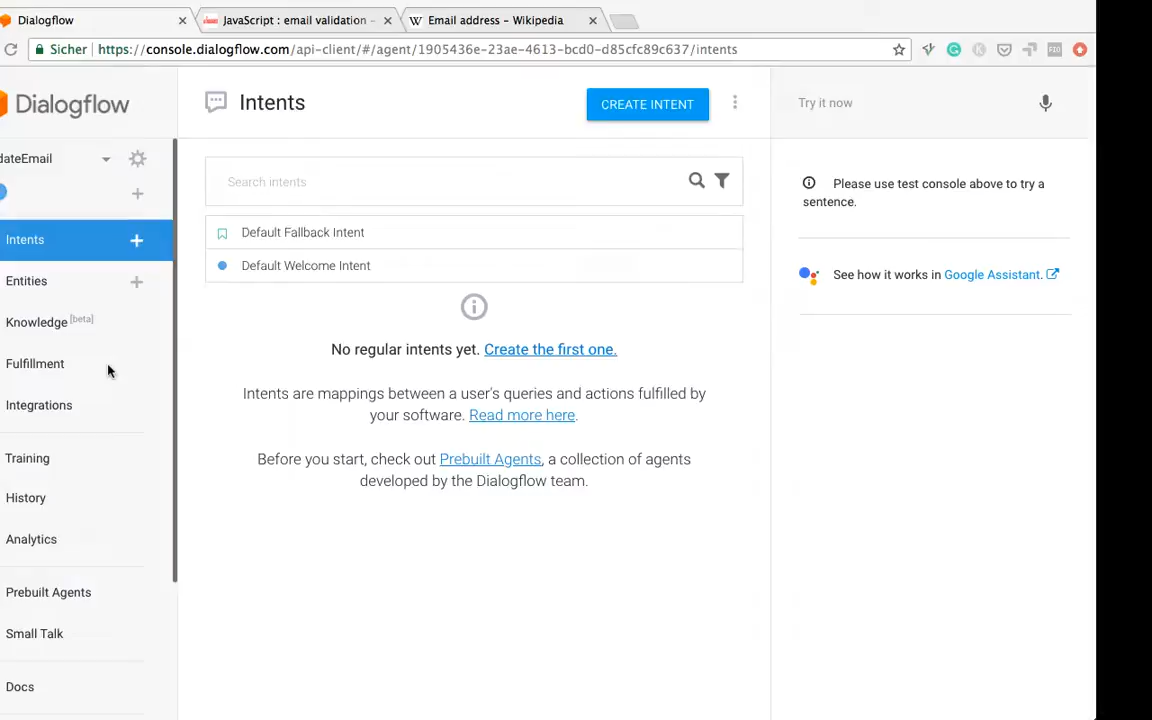 Dialogflow
JavaScript : email validation -
Email address - Wikipedia
Sicher
https://console.dialogflow.com/api-client/#/agent/1905436e-23ae-4613-bcd0-d85cfc89c637/intents
Dialogflow
Intents
CREATE INTENT
Try it now
dateEmail
Search intents
Please use test console above to try a
sentence.
Default Fallback Intent
Default Welcome Intent
See how it works in Google Assistant.
Intents
Entities
Knowledge [beta]
Fulfillment
Integrations
Training
History
Analytics
Prebuilt Agents
Small Talk
Docs
No regular intents yet. Create the first one.
Intents are mappings between a user's queries and actions fulfilled by
your software. Read more here.
Before you start, check out Prebuilt Agents, a collection of agents
developed by the Dialogflow team.